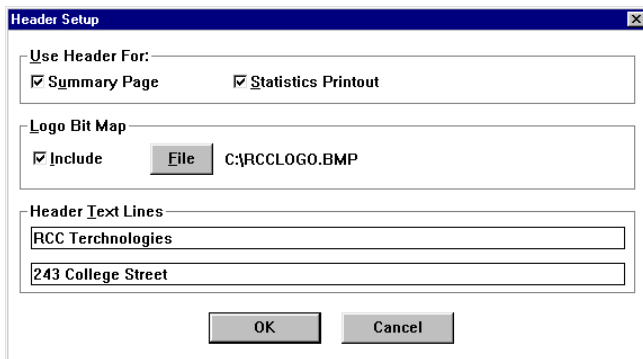 Header Setup
Use Header For:
Summary Page Statistics Printout
Logo Bit Map
Include File C:\RCCLOGO.BMP
Header Text Lines
RCC Terchnologies
243 College Street
OK Cancel